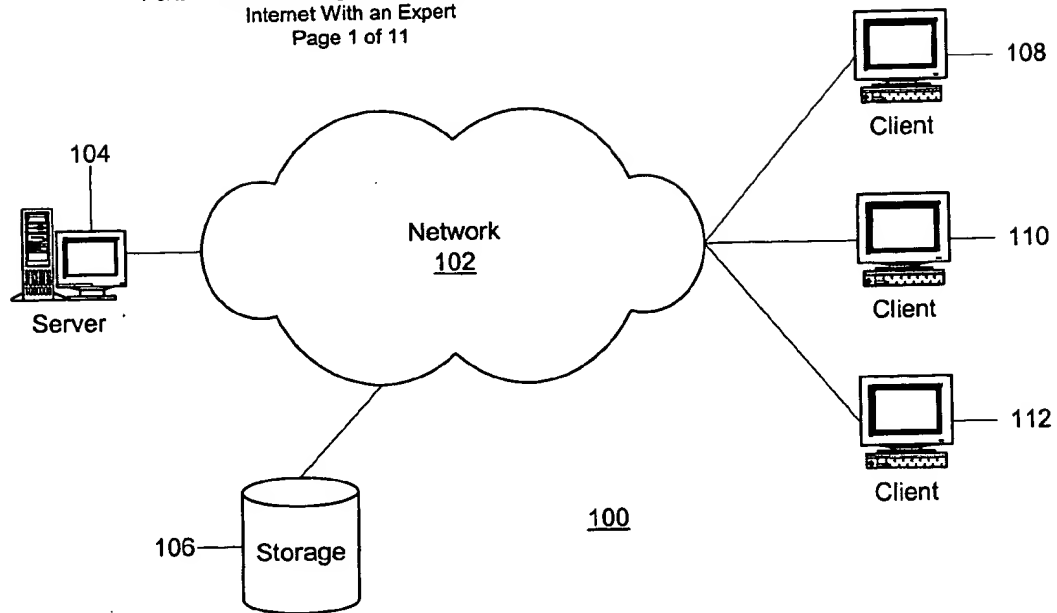 Internet With an Expert
Page 1 of 11
108
Client
104
Network
102
110
Client
Server
112
Client
100
106
Storage